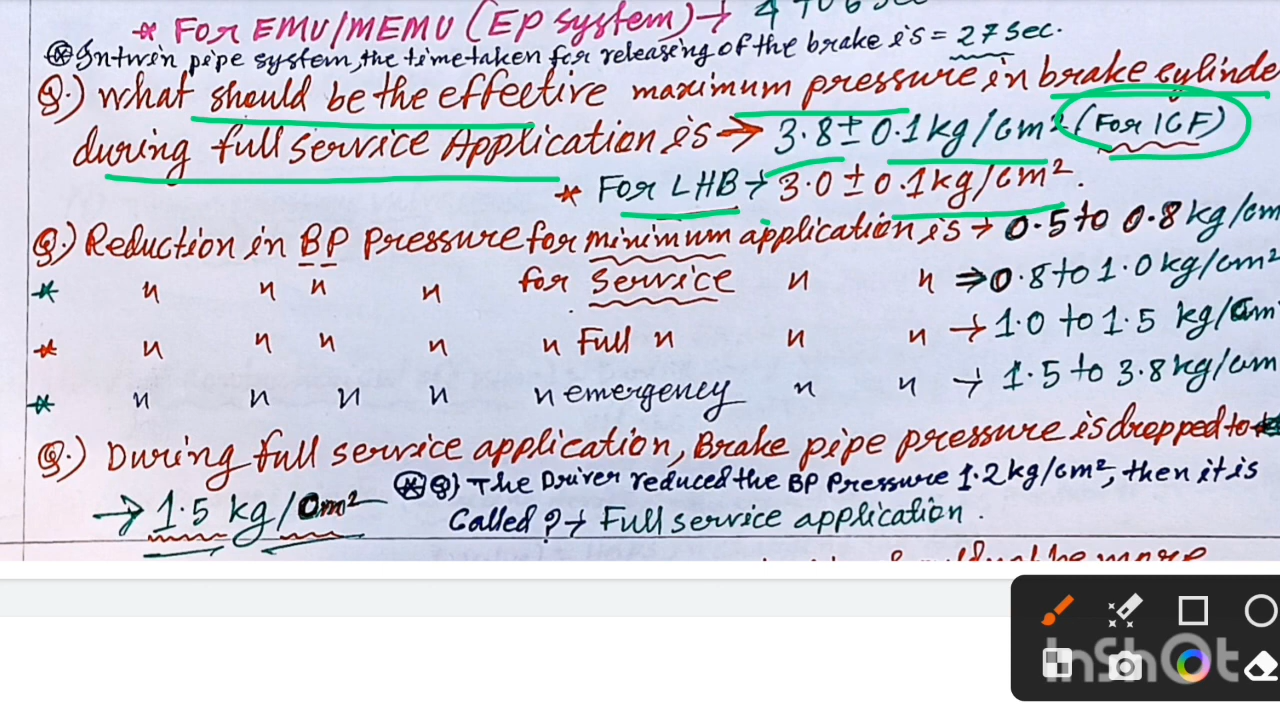 * For EMU/MEMU (EP system) → 4 TO 6 Sec
⊛ In twin pipe system, the time taken for releasing of the brake is = 27 Sec.
Q.) What should be the effective maximum pressure in brake cylinde
during full service Application is → 3.8 ± 0.1 kg/cm² (For ICF)
* For LHB → 3.0 ± 0.1 kg/cm².
Q.) Reduction in BP Pressure for minimum application is → 0.5 to 0.8 kg/cm
* " " " " for Service " " ⇒ 0.8 to 1.0 kg/cm²
* " " " " " Full " " " → 1.0 to 1.5 kg/cm
* " " " " " emergency " " → 1.5 to 3.8 kg/cm
Q.) During full service application, Brake pipe pressure is dropped to
→ 1.5 kg/cm²
⊛ Q) The Driver reduced the BP Pressure 1.2 kg/cm², then it is
Called ? → Full service application.
InShOt